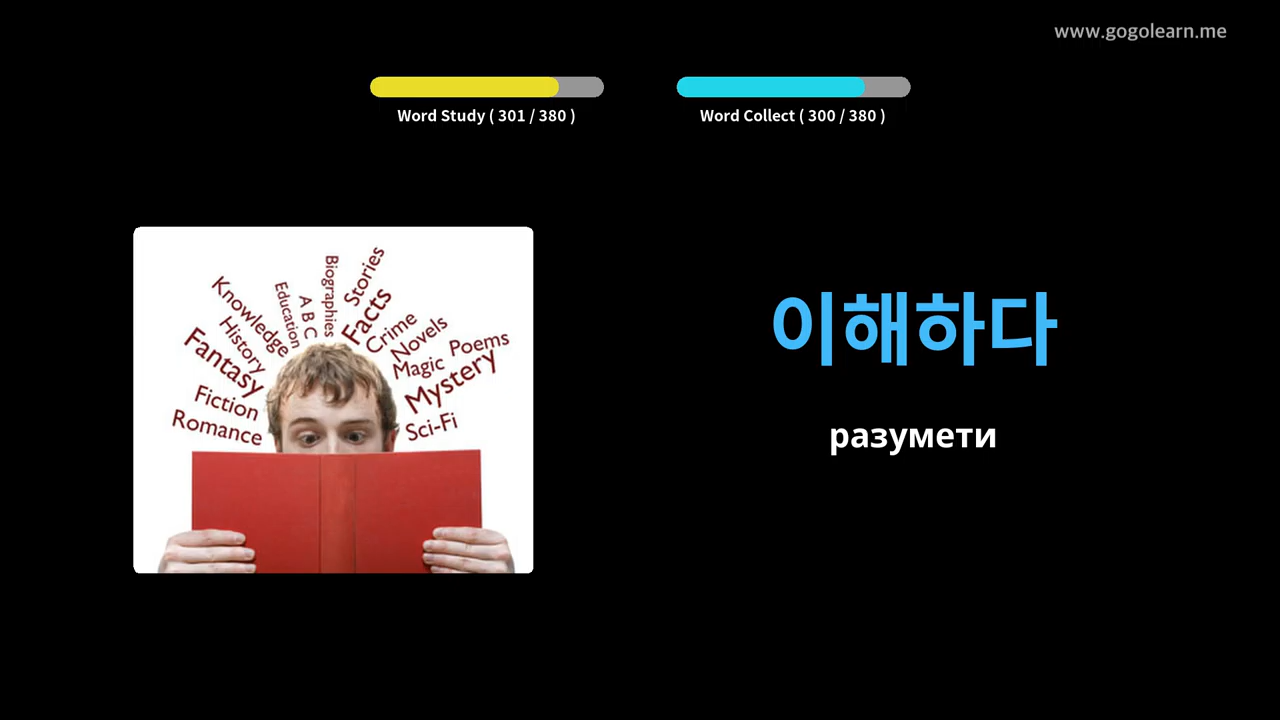 www.gogolearn.me
Word Study ( 301 / 380 )
Word Collect ( 300 / 380 )
Biographies
Stories
Education
A B C
Facts
Knowledge
Crime
History
Novels
Poems
Fantasy
Magic
Mystery
Fiction
Romance
Sci-Fi
이해하다
разумети